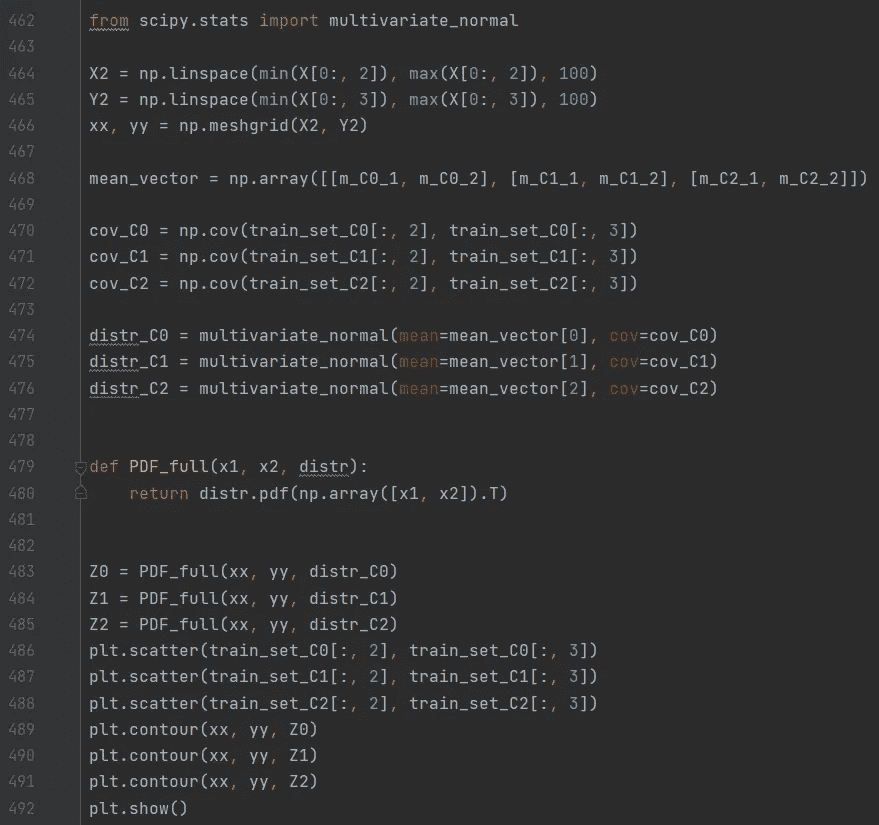 462 from scipy.stats import multivariate_normal
463
464 X2 = np.linspace(min(X[0:, 2]), max(X[0:, 2]), 100)
465 Y2 = np.linspace(min(X[0:, 3]), max(X[0:, 3]), 100)
466 xx, yy = np.meshgrid(X2, Y2)
467
468 mean_vector = np.array([[m_C0_1, m_C0_2], [m_C1_1, m_C1_2], [m_C2_1, m_C2_2]])
469
470 cov_C0 = np.cov(train_set_C0[:, 2], train_set_C0[:, 3])
471 cov_C1 = np.cov(train_set_C1[:, 2], train_set_C1[:, 3])
472 cov_C2 = np.cov(train_set_C2[:, 2], train_set_C2[:, 3])
473
474 distr_C0 = multivariate_normal(mean=mean_vector[0], cov=cov_C0)
475 distr_C1 = multivariate_normal(mean=mean_vector[1], cov=cov_C1)
476 distr_C2 = multivariate_normal(mean=mean_vector[2], cov=cov_C2)
477
478
479 def PDF_full(x1, x2, distr):
480     return distr.pdf(np.array([x1, x2]).T)
481
482
483 Z0 = PDF_full(xx, yy, distr_C0)
484 Z1 = PDF_full(xx, yy, distr_C1)
485 Z2 = PDF_full(xx, yy, distr_C2)
486 plt.scatter(train_set_C0[:, 2], train_set_C0[:, 3])
487 plt.scatter(train_set_C1[:, 2], train_set_C1[:, 3])
488 plt.scatter(train_set_C2[:, 2], train_set_C2[:, 3])
489 plt.contour(xx, yy, Z0)
490 plt.contour(xx, yy, Z1)
491 plt.contour(xx, yy, Z2)
492 plt.show()